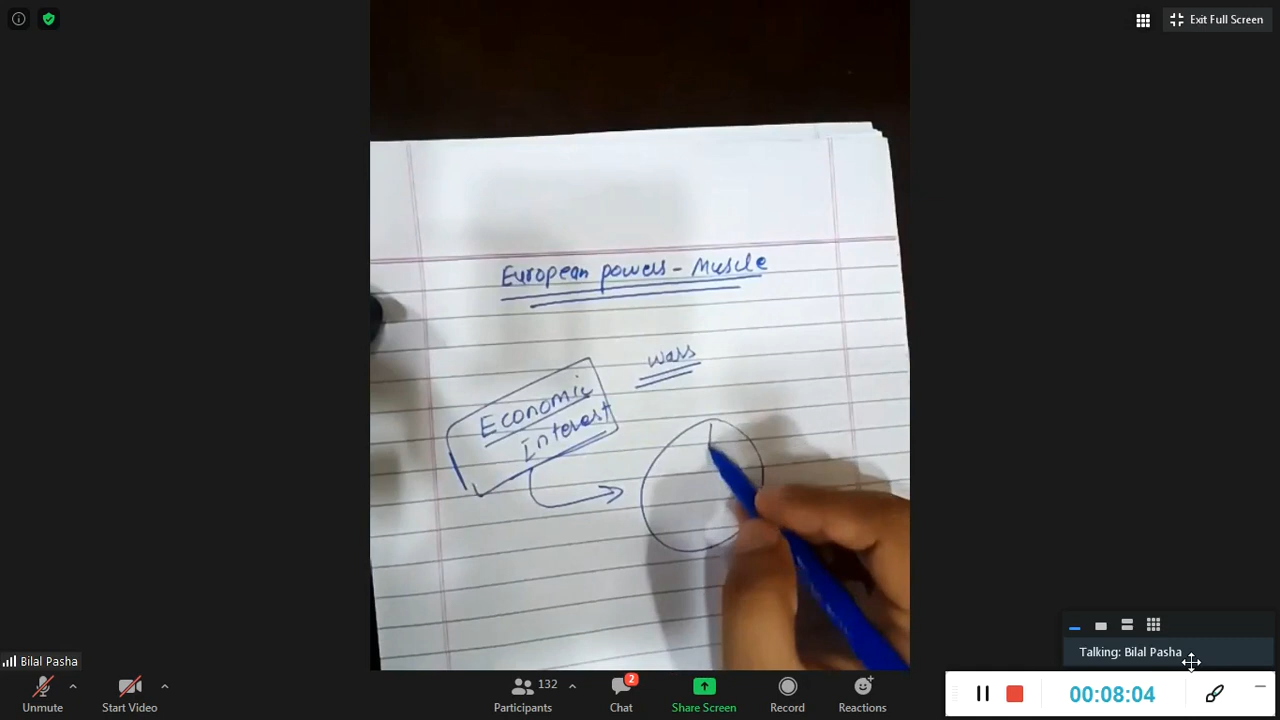 Exit Full Screen
European powers - Muscle
wars
Economic
Interest
Talking: Bilal Pasha
Bilal Pasha
Unmute
Start Video
132
Participants
2
Chat
Share Screen
Record
Reactions
00:08:04